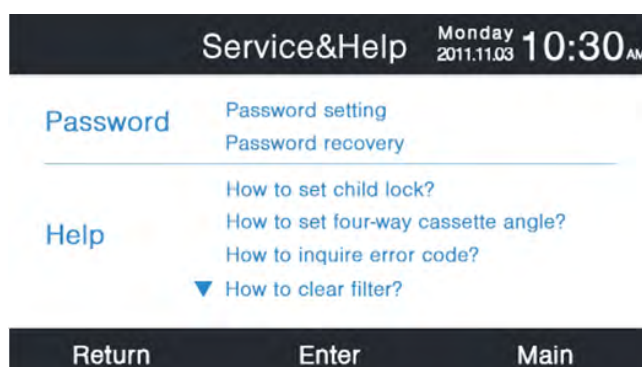 Service&Help
Monday
2011.11.03
10:30 AM
Password
Password setting
Password recovery
Help
How to set child lock?
How to set four-way cassette angle?
How to inquire error code?
▼ How to clear filter?
Return Enter Main